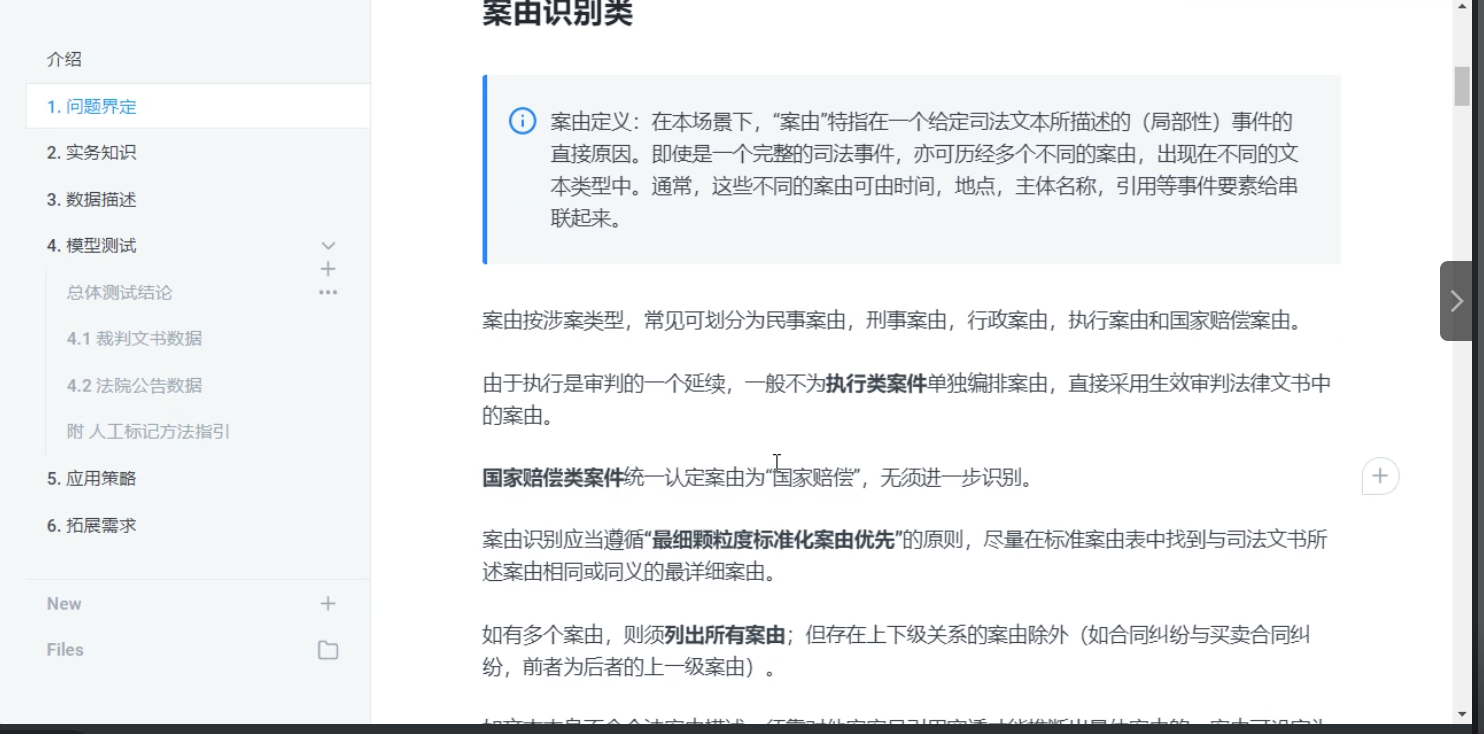 介绍
1. 问题界定
2. 实务知识
3. 数据描述
4. 模型测试
总体测试结论
4.1 裁判文书数据
4.2 法院公告数据
附 人工标记方法指引
5. 应用策略
6. 拓展需求
New
Files
案由识别类
案由定义：在本场景下，“案由”特指在一个给定司法文本所描述的（局部性）事件的
直接原因。即使是一个完整的司法事件，亦可历经多个不同的案由，出现在不同的文
本类型中。通常，这些不同的案由可由时间，地点，主体名称，引用等事件要素给串
联起来。
案由按涉案类型，常见可划分为民事案由，刑事案由，行政案由，执行案由和国家赔偿案由。
由于执行是审判的一个延续，一般不为执行类案件单独编排案由，直接采用生效审判法律文书中
的案由。
国家赔偿类案件统一认定案由为“国家赔偿”，无须进一步识别。
案由识别应当遵循“最细颗粒度标准化案由优先”的原则，尽量在标准案由表中找到与司法文书所
述案由相同或同义的最详细案由。
如有多个案由，则须列出所有案由；但存在上下级关系的案由除外（如合同纠纷与买卖合同纠
纷，前者为后者的上一级案由）。